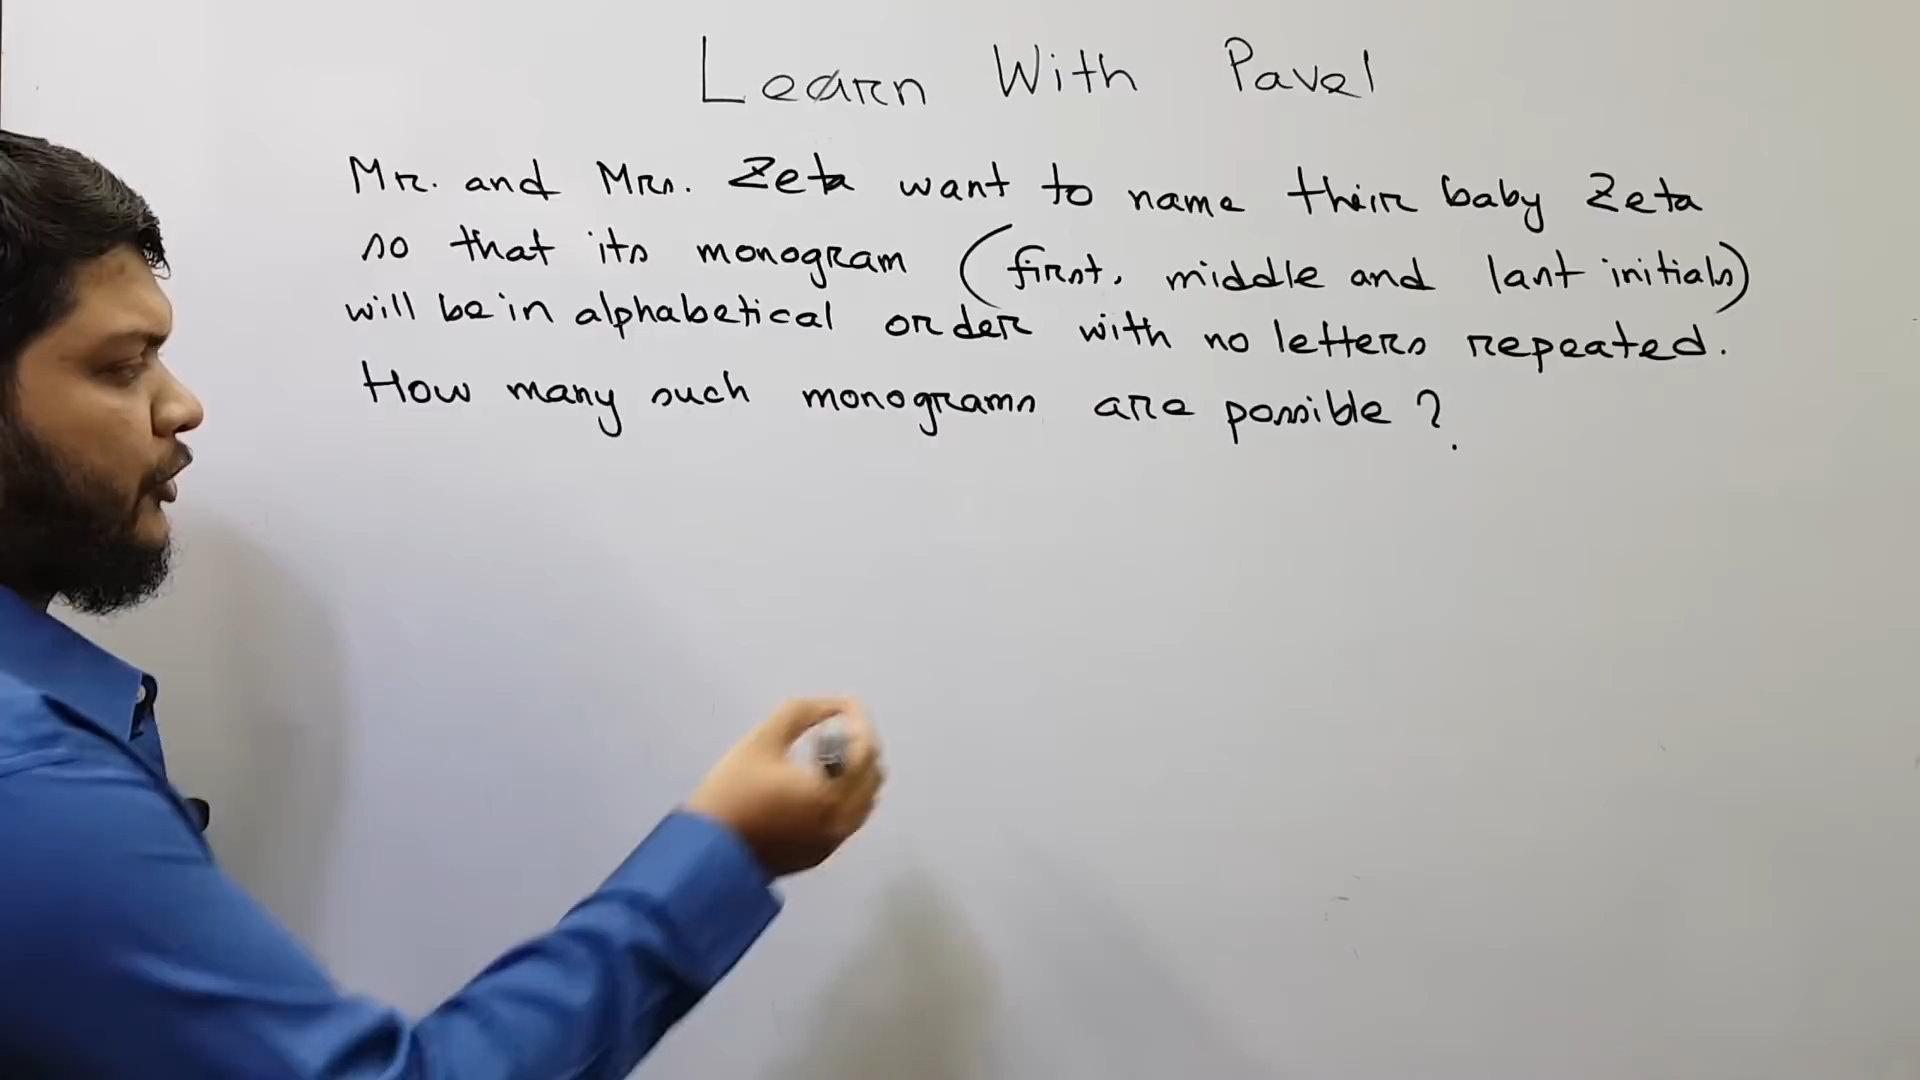 Learn With Pavel
Mr. and Mrs. Zeta want to name their baby Zeta
so that its monogram (first, middle and last initials)
will be in alphabetical order with no letters repeated.
How many such monograms are possible ?